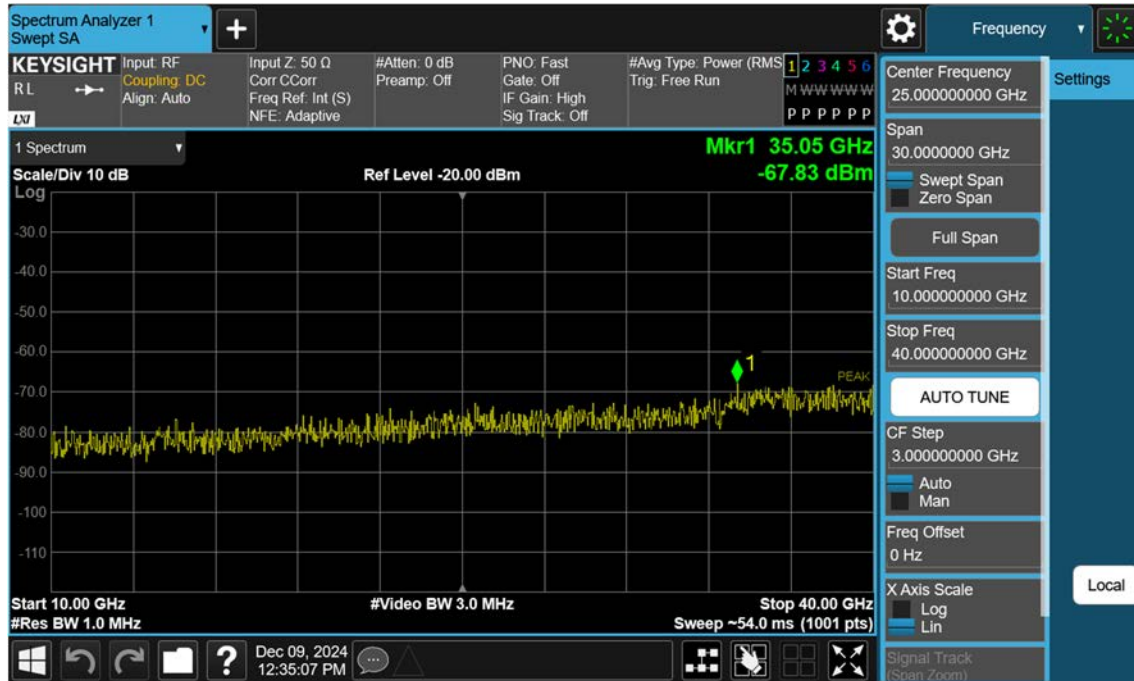 Spectrum Analyzer 1
Swept SA
+
Frequency
KEYSIGHT
R L
LXI
Input: RF
Coupling: DC
Align: Auto
Input Z: 50 Ω
Corr CCorr
Freq Ref: Int (S)
NFE: Adaptive
#Atten: 0 dB
Preamp: Off
PNO: Fast
Gate: Off
IF Gain: High
Sig Track: Off
#Avg Type: Power (RMS
Trig: Free Run
1 2 3 4 5 6
M W W W W W
P P P P P P
1 Spectrum
Mkr1 35.05 GHz
-67.83 dBm
Scale/Div 10 dB
Ref Level -20.00 dBm
Log
-30.0
-40.0
-50.0
-60.0
-70.0
-80.0
-90.0
-100
-110
1
PEAK
Start 10.00 GHz
#Video BW 3.0 MHz
Stop 40.00 GHz
#Res BW 1.0 MHz
Sweep ~54.0 ms (1001 pts)
Center Frequency
25.000000000 GHz
Span
30.0000000 GHz
Swept Span
Zero Span
Full Span
Start Freq
10.000000000 GHz
Stop Freq
40.000000000 GHz
AUTO TUNE
CF Step
3.000000000 GHz
Auto
Man
Freq Offset
0 Hz
X Axis Scale
Log
Lin
Signal Track
(Span Zoom)
Settings
Local
?
Dec 09, 2024
12:35:07 PM